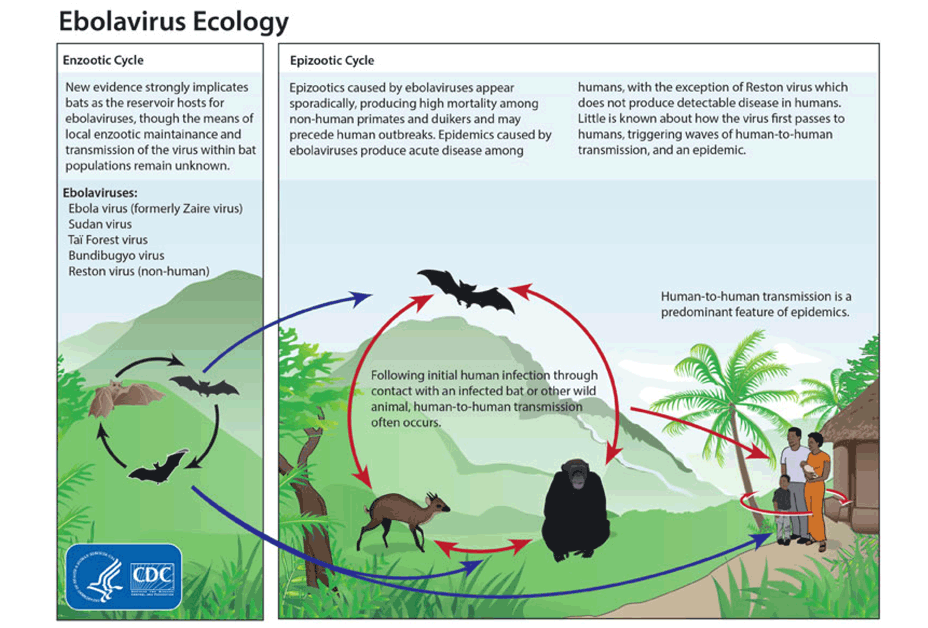 Ebolavirus Ecology
Enzootic Cycle
New evidence strongly implicates
bats as the reservoir hosts for
ebolaviruses, though the means of
local enzootic maintainance and
transmission of the virus within bat
populations remain unknown.
Ebolaviruses:
Ebola virus (formerly Zaire virus)
Sudan virus
Taï Forest virus
Bundibugyo virus
Reston virus (non-human)
Epizootic Cycle
Epizootics caused by ebolaviruses appear
sporadically, producing high mortality among
non-human primates and duikers and may
precede human outbreaks. Epidemics caused by
ebolaviruses produce acute disease among
humans, with the exception of Reston virus which
does not produce detectable disease in humans.
Little is known about how the virus first passes to
humans, triggering waves of human-to-human
transmission, and an epidemic.
Human-to-human transmission is a
predominant feature of epidemics.
Following initial human infection through
contact with an infected bat or other wild
animal, human-to-human transmission
often occurs.
CDC